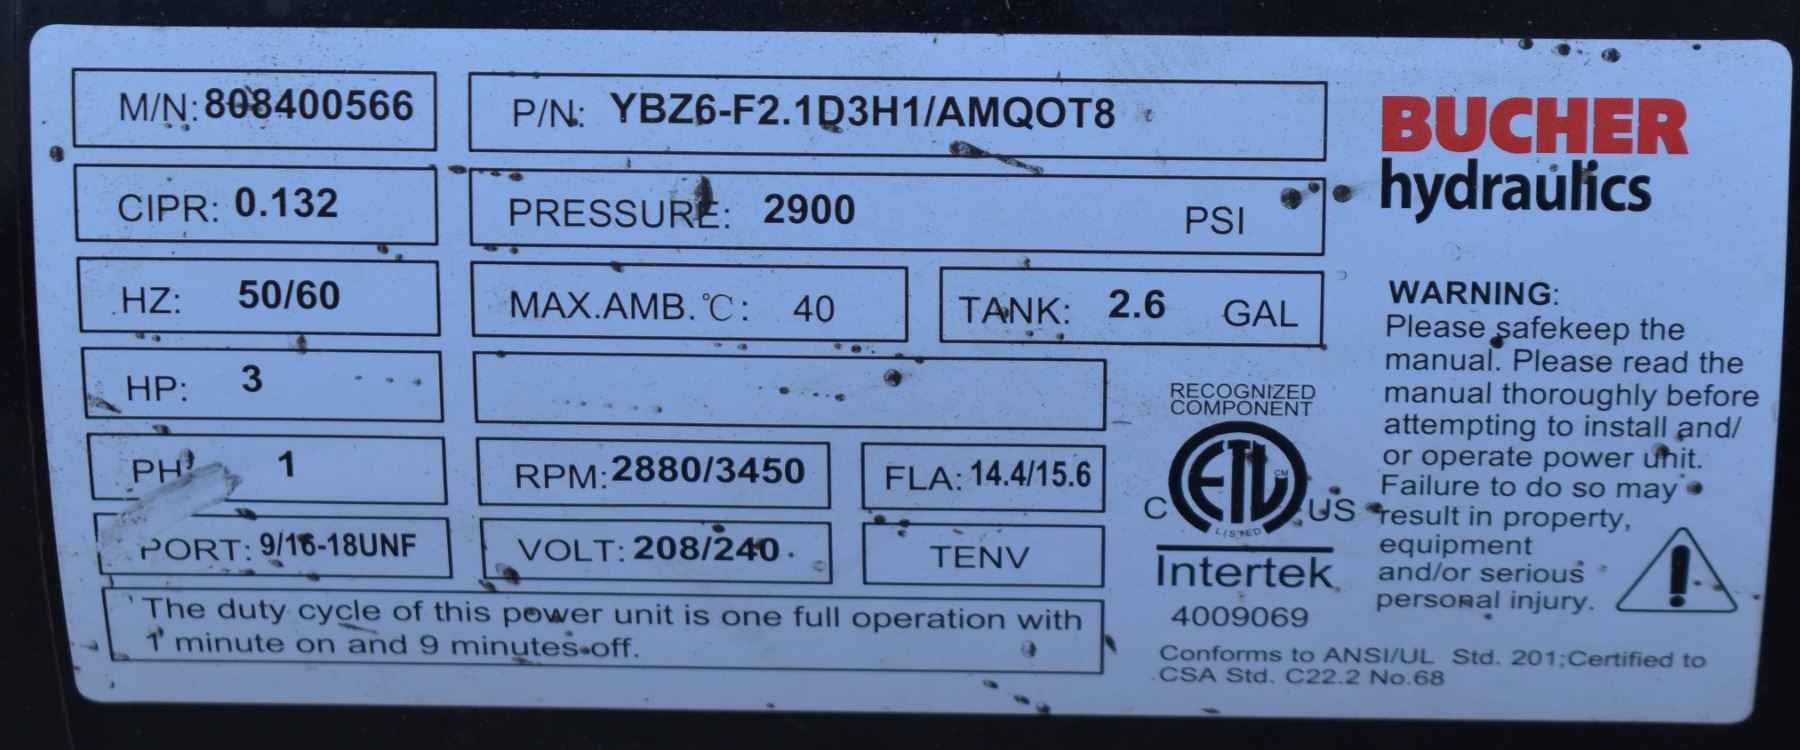 M/N: 808400566
P/N: YBZ6-F2.1D3H1/AMQOT8
BUCHER
hydraulics
CIPR: 0.132
PRESSURE: 2900 PSI
HZ: 50/60
MAX.AMB.℃: 40
TANK: 2.6 GAL
HP: 3
PH: 1
RPM: 2880/3450
FLA: 14.4/15.6
PORT: 9/16-18UNF
VOLT: 208/240
TENV
The duty cycle of this power unit is one full operation with
1 minute on and 9 minutes off.
RECOGNIZED
COMPONENT
C ETL CM US
LISTED
Intertek
4009069
Conforms to ANSI/UL Std. 201;Certified to
CSA Std. C22.2 No.68
WARNING:
Please safekeep the
manual. Please read the
manual thoroughly before
attempting to install and/
or operate power unit.
Failure to do so may
result in property,
equipment
and/or serious
personal injury.
!